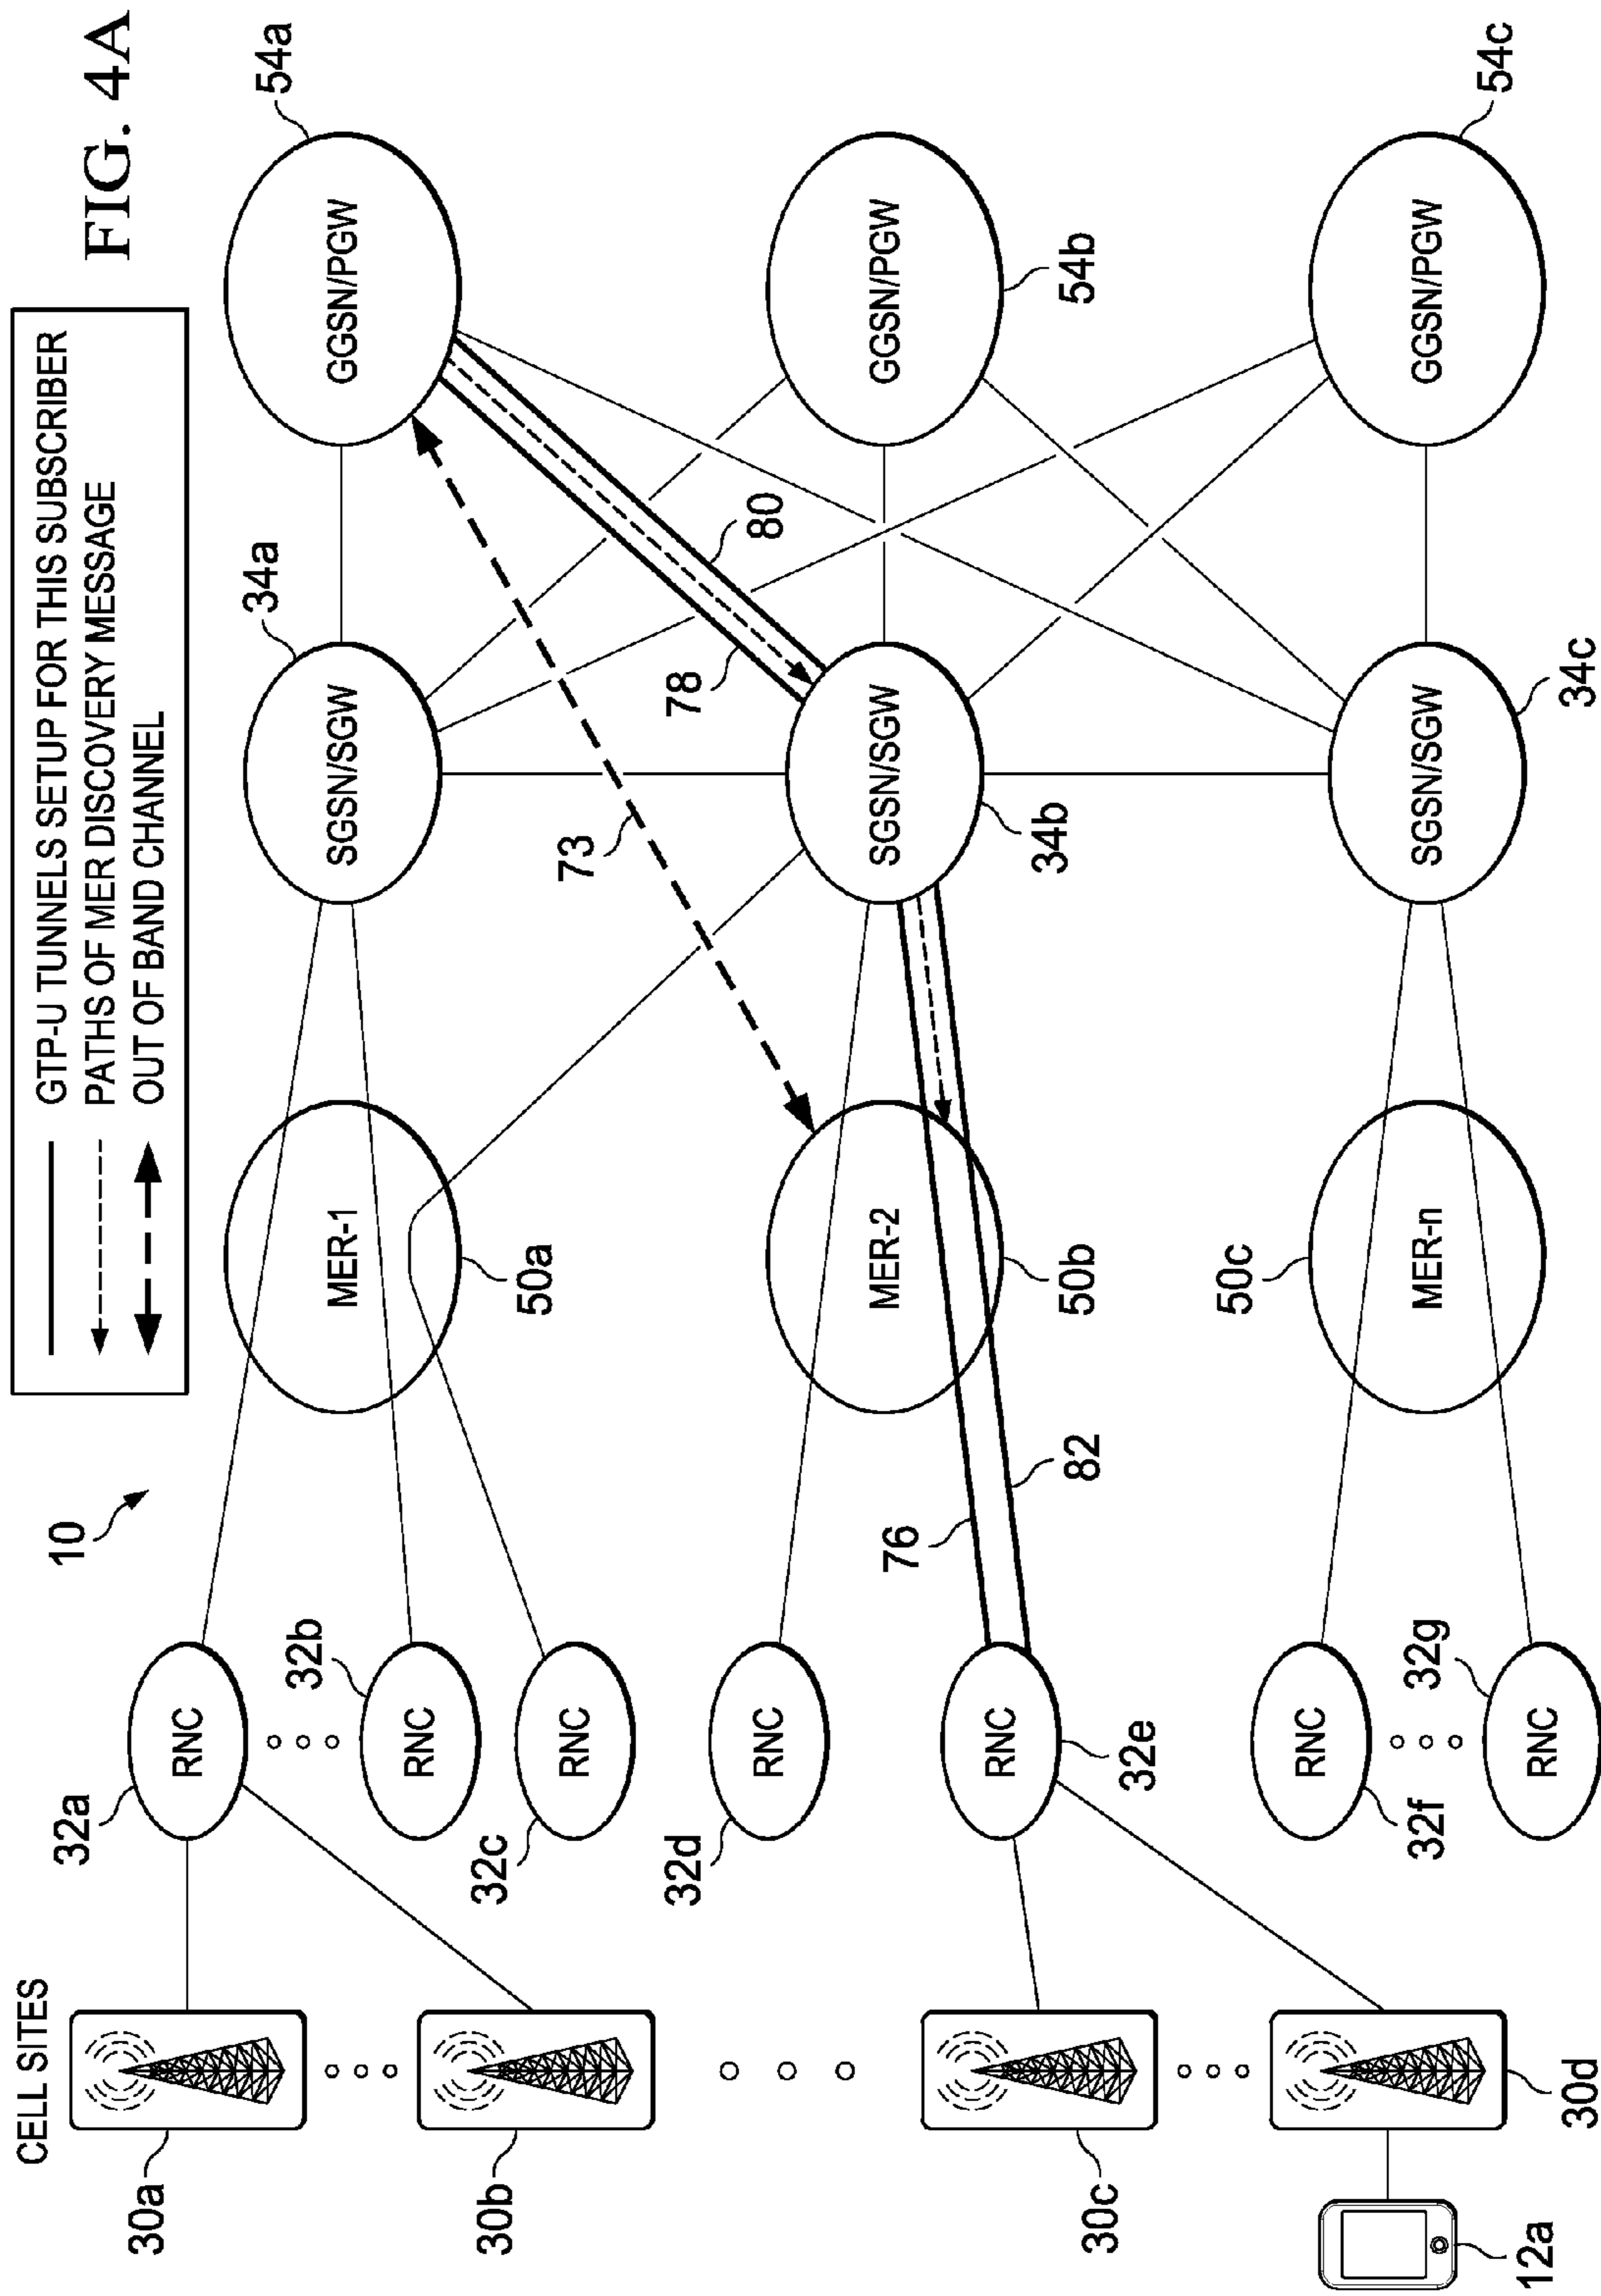 FIG. 4A
GTP-U TUNNELS SETUP FOR THIS SUBSCRIBER
PATHS OF MER DISCOVERY MESSAGE
OUT OF BAND CHANNEL
10
CELL SITES
30a
30b
30c
30d
12a
32a
RNC
32b
RNC
RNC
32c
RNC
32d
RNC
32e
RNC
32f
32g
RNC
MER-1
50a
MER-2
50b
50c
MER-n
76
82
34a
SGSN/SGW
73
78
80
SGSN/SGW
34b
SGSN/SGW
34c
54a
GGSN/PGW
GGSN/PGW
54b
GGSN/PGW
54c